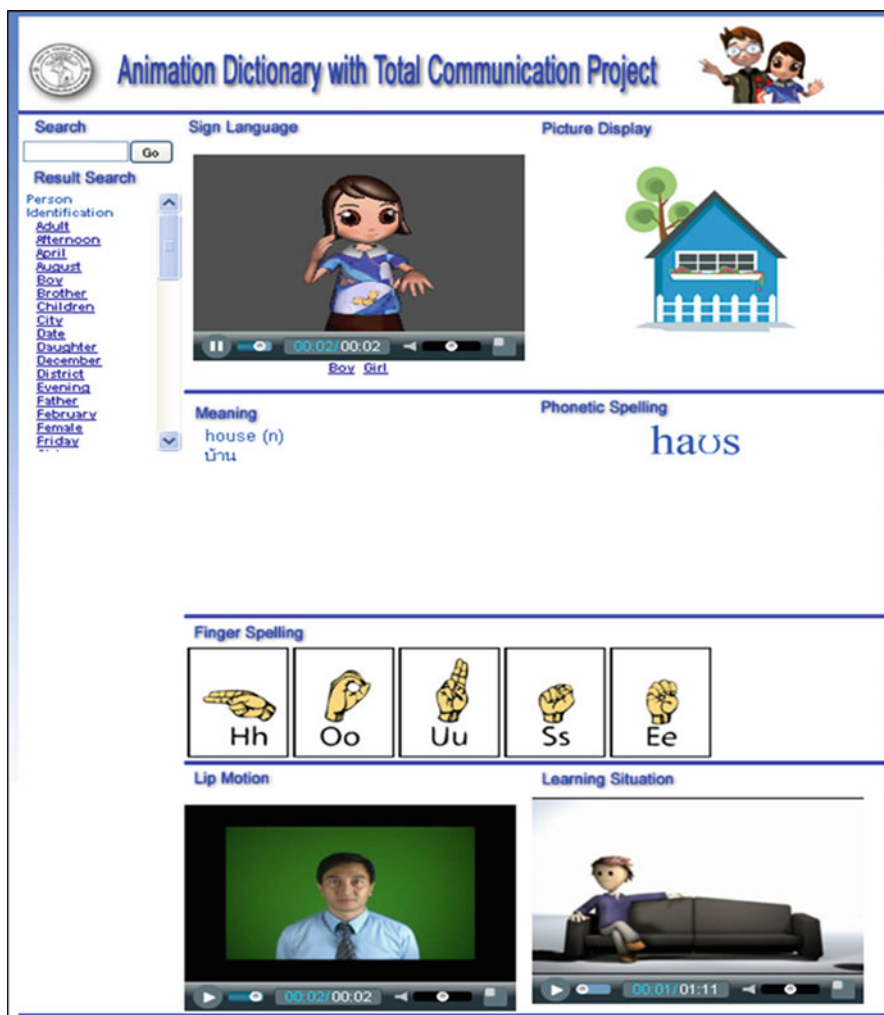 Animation Dictionary with Total Communication Project
Search
Go
Result Search
Person
Identification
Adult
Afternoon
April
August
Boy
Brother
Children
City
Date
Daughter
December
District
Evening
Father
February
Female
Friday
Sign Language
00:02/00:02
Boy Girl
Picture Display
Meaning
house (n)
บ้าน
Phonetic Spelling
haʊs
Finger Spelling
Hh Oo Uu Ss Ee
Lip Motion
00:02/00:02
Learning Situation
00:01/01:11